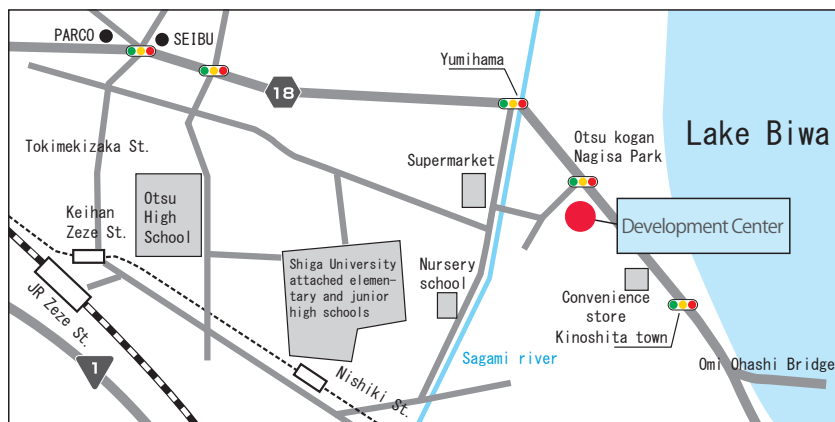 PARCO
SEIBU
18
Yumihama
Otsu kogan
Nagisa Park
Lake Biwa
Tokimekizaka St.
Supermarket
Otsu
High
School
Development Center
Keihan
Zeze St.
Shiga University
attached elemen-
tary and junior
high schools
Nursery
school
JR Zeze St.
Convenience
store
Kinoshita town
1
Nishiki St.
Sagami river
Omi Ohashi Bridge